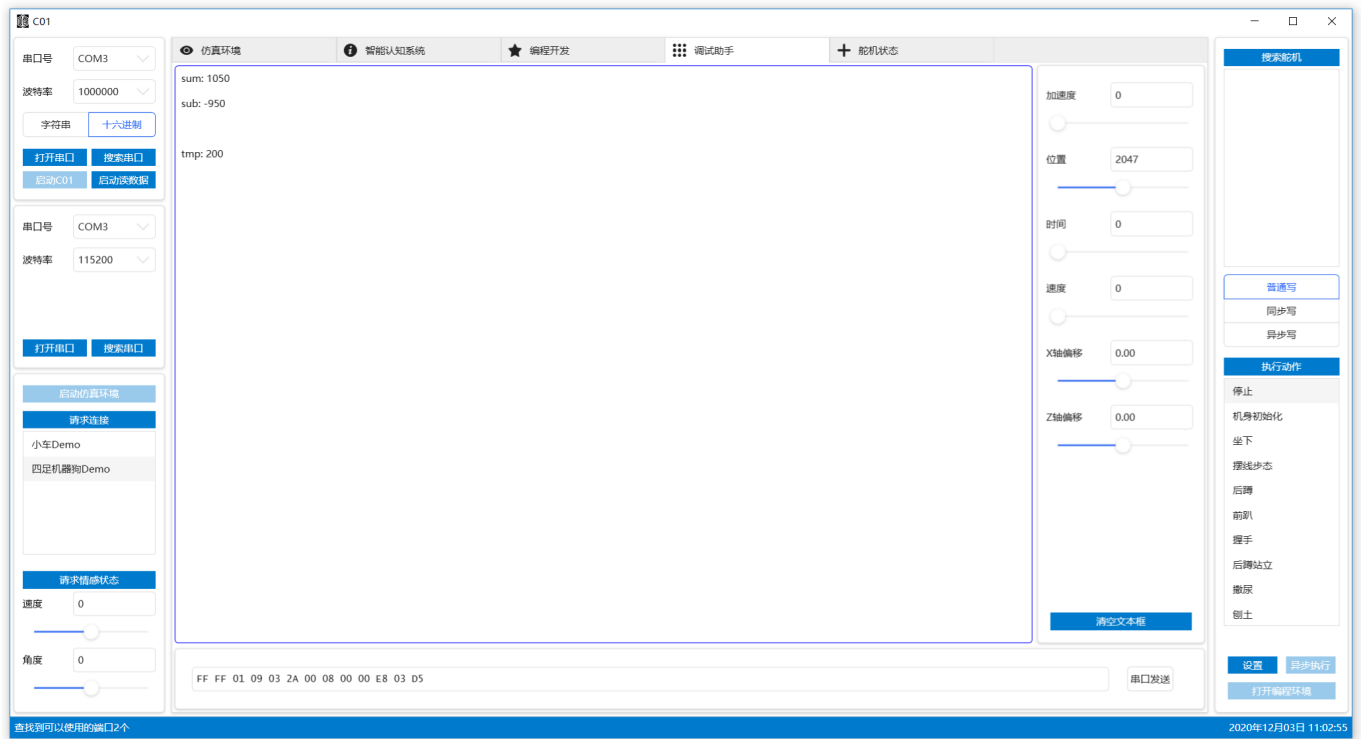 C01
串口号 COM3
波特率 1000000
字符串 十六进制
打开串口 搜索串口
启动C01 启动读数据
串口号 COM3
波特率 115200
打开串口 搜索串口
启动仿真环境
请求连接
小车Demo
四足机器狗Demo
请求情感状态
速度 0
角度 0
仿真环境 智能认知系统 编程开发 调试助手 舵机状态
sum: 1050
sub: -950
tmp: 200
FF FF 01 09 03 2A 00 08 00 00 E8 03 D5 串口发送
加速度 0
位置 2047
时间 0
速度 0
X轴偏移 0.00
Z轴偏移 0.00
清空文本框
搜索舵机
普通写
同步写
异步写
执行动作
停止
机身初始化
坐下
摆线步态
后蹲
前趴
握手
后蹲站立
撒尿
刨土
设置 异步执行
打开编程环境
查找到可以使用的端口2个 2020年12月03日 11:02:55